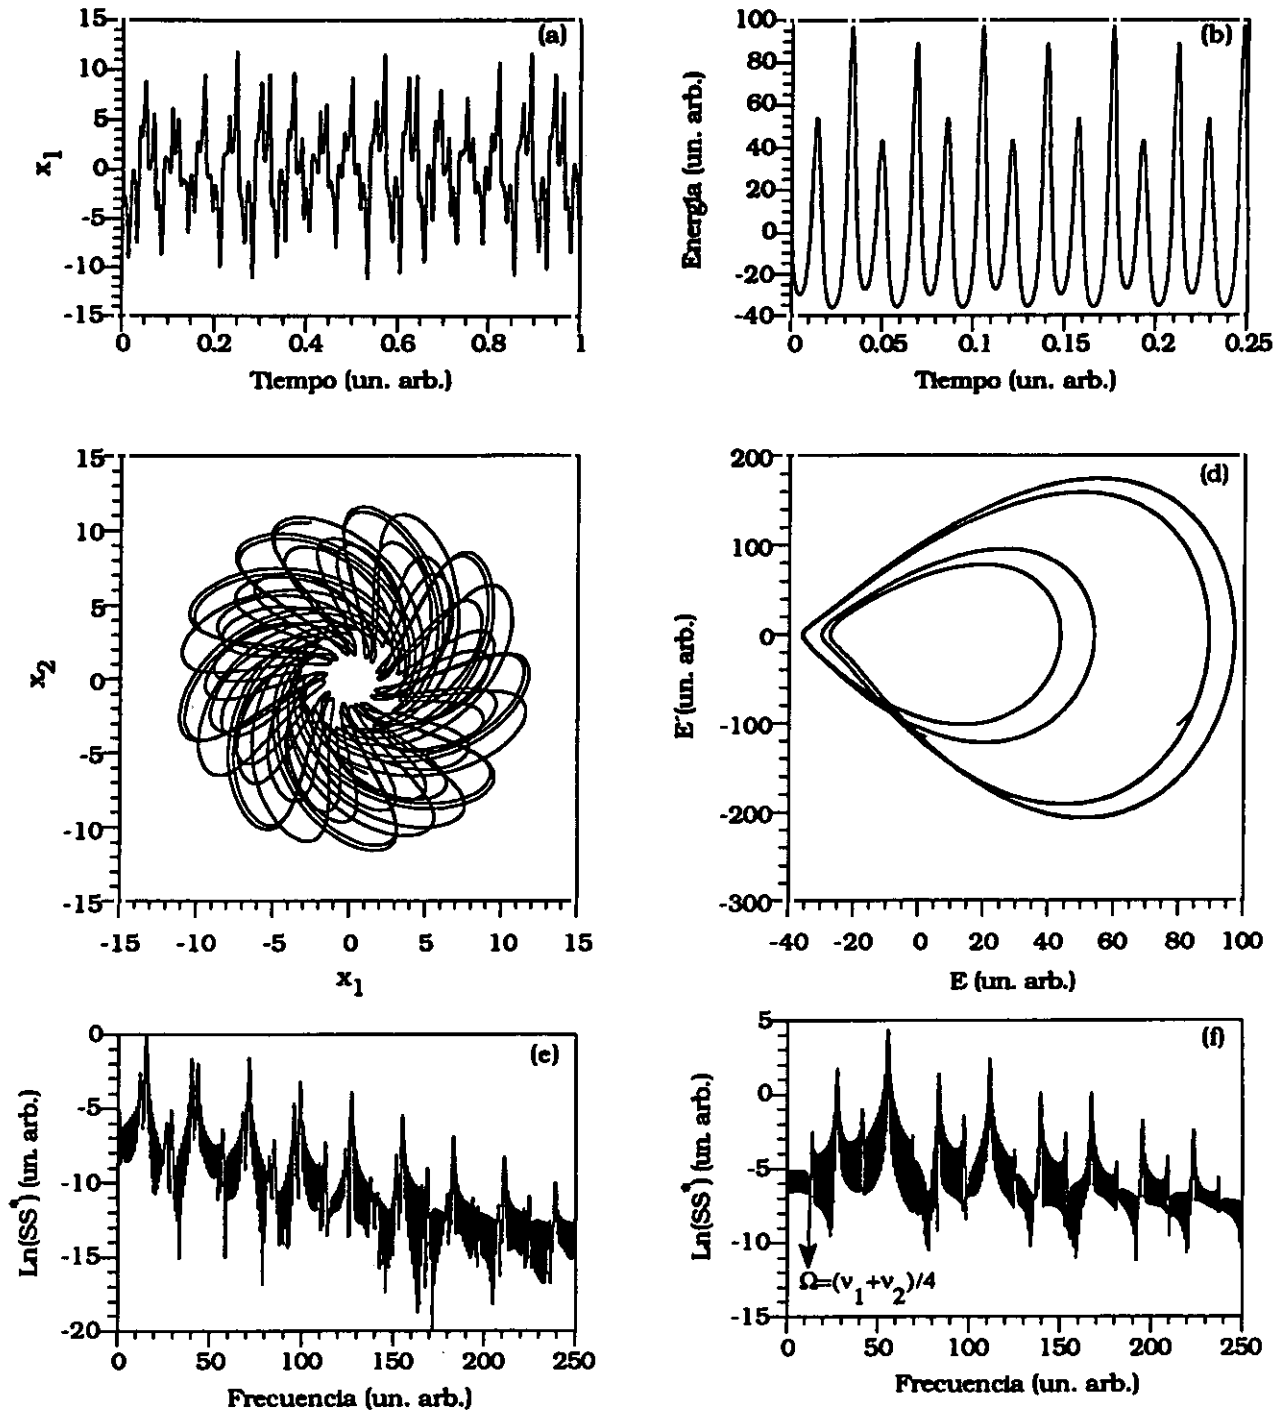 (a)
15
10
5
0
-5
-10
-15
x1
0 0.2 0.4 0.6 0.8 1
Tiempo (un. arb.)
(b)
100
80
60
40
20
0
-20
-40
Energía (un. arb.)
0 0.05 0.1 0.15 0.2 0.25
Tiempo (un. arb.)
15
10
5
0
-5
-10
-15
x2
-15 -10 -5 0 5 10 15
x1
(d)
200
100
0
-100
-200
-300
E´(un. arb.)
-40 -20 0 20 40 60 80 100
E (un. arb.)
(e)
0
-5
-10
-15
-20
Ln(SS*) (un. arb.)
0 50 100 150 200 250
Frecuencia (un. arb.)
(f)
5
0
-5
-10
-15
Ln(SS*) (un. arb.)
Ω=(ν1+ν2)/4
0 50 100 150 200 250
Frecuencia (un. arb.)